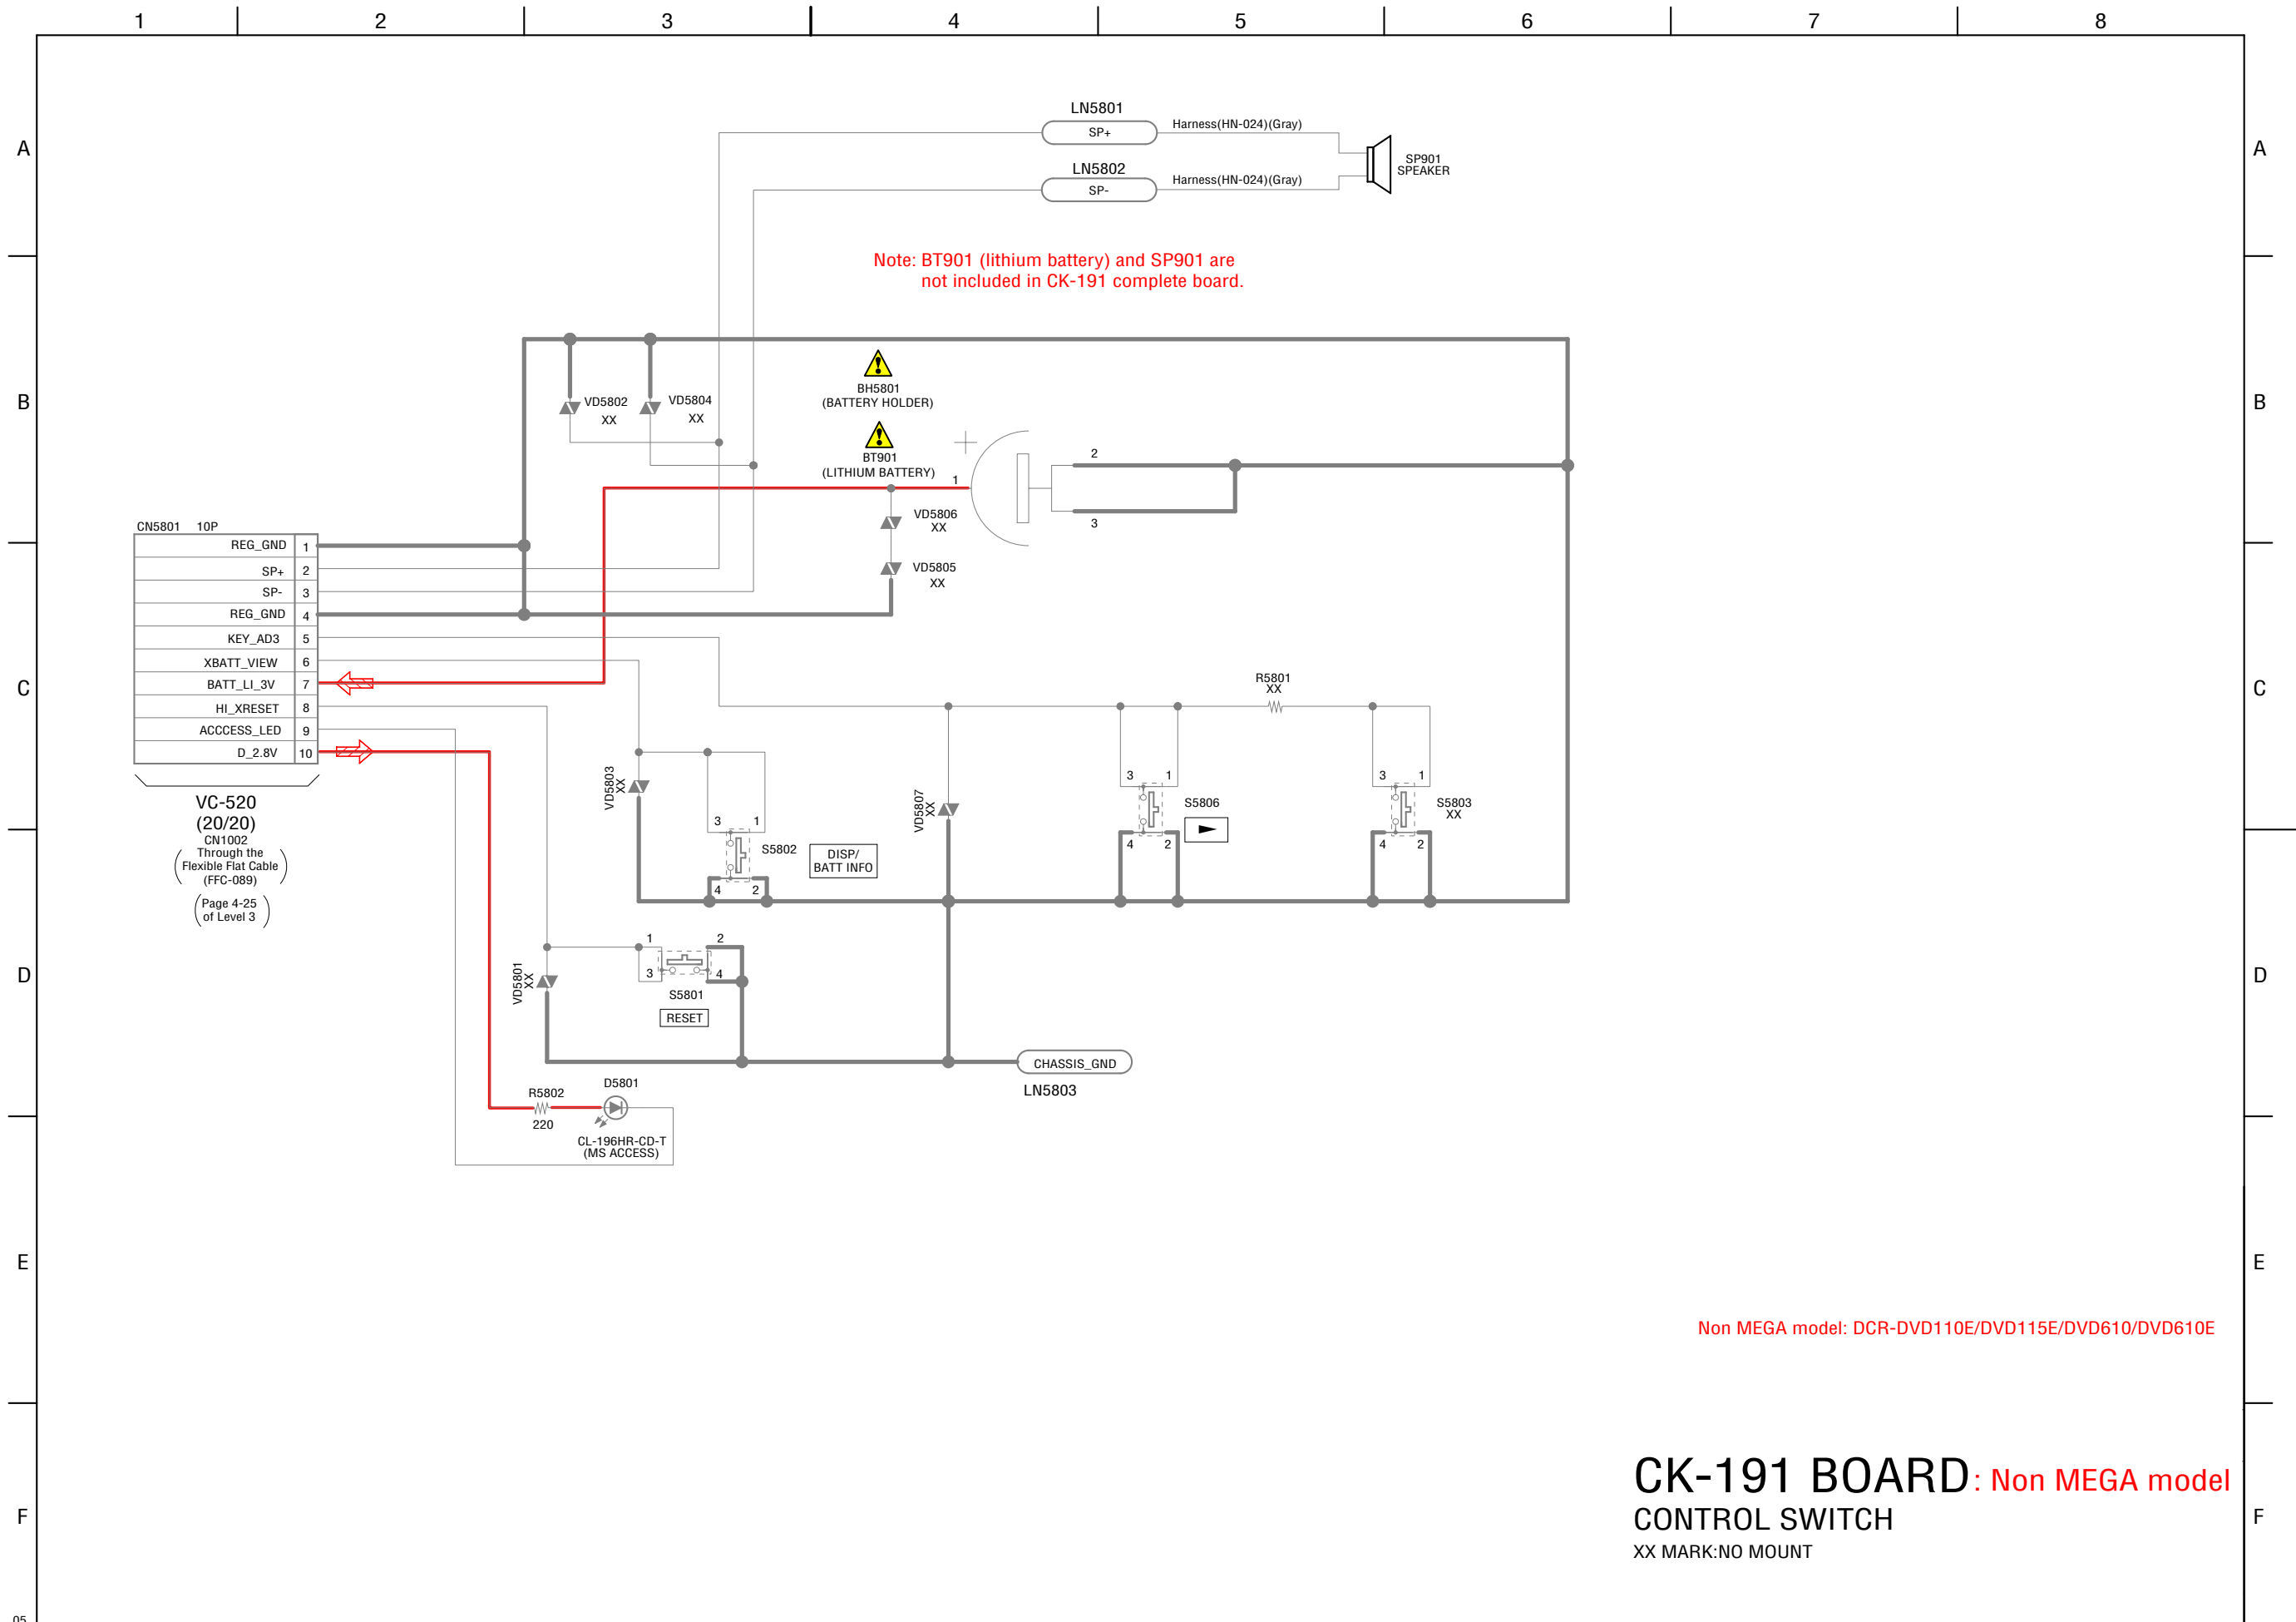 1 2 3 4 5 6 7 8
A A
LN5801
SP+
Harness(HN-024)(Gray)
LN5802
SP-
Harness(HN-024)(Gray)
SP901
SPEAKER
Note: BT901 (lithium battery) and SP901 are
not included in CK-191 complete board.
B B
VD5802
XX
VD5804
XX
BH5801
(BATTERY HOLDER)
BT901
(LITHIUM BATTERY)
1
2
3
VD5806
XX
VD5805
XX
CN5801 10P
REG_GND 1
SP+ 2
SP- 3
REG_GND 4
KEY_AD3 5
XBATT_VIEW 6
BATT_LI_3V 7
HI_XRESET 8
ACCCESS_LED 9
D_2.8V 10
C C
VC-520
(20/20)
CN1002
Through the
Flexible Flat Cable
(FFC-089)
Page 4-25
of Level 3
R5801
XX
VD5803
XX
3 1
S5802
4 2
DISP/
BATT INFO
VD5807
XX
3 1
S5806
4 2
3 1
S5803
XX
4 2
D D
VD5801
XX
1 2
3 4
S5801
RESET
CHASSIS_GND
LN5803
R5802
220
D5801
CL-196HR-CD-T
(MS ACCESS)
E E
Non MEGA model: DCR-DVD110E/DVD115E/DVD610/DVD610E
F F
CK-191 BOARD: Non MEGA model
CONTROL SWITCH
XX MARK:NO MOUNT
05